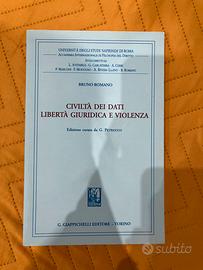 UNIVERSITÀ DEGLI STUDI SAPIENZA DI ROMA
ACCADEMIA INTERNAZIONALE DI FILOSOFIA DEL DIRITTO
BRUNO ROMANO
CIVILTÀ DEI DATI
LIBERTÀ GIURIDICA E VIOLENZA
Edizione curata da G. PETROCCO
G. GIAPPICHELLI EDITORE – TORINO
subito